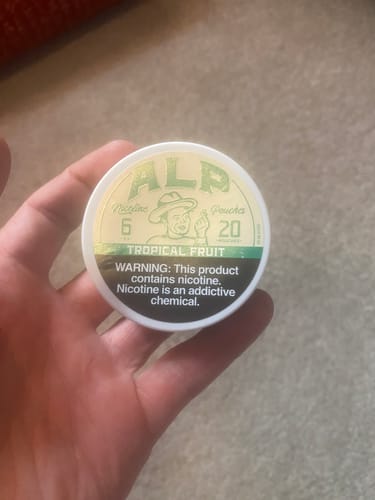 ALP
Nicotine Pouches
6 20
TROPICAL FRUIT
WARNING: This product
contains nicotine.
Nicotine is an addictive
chemical.